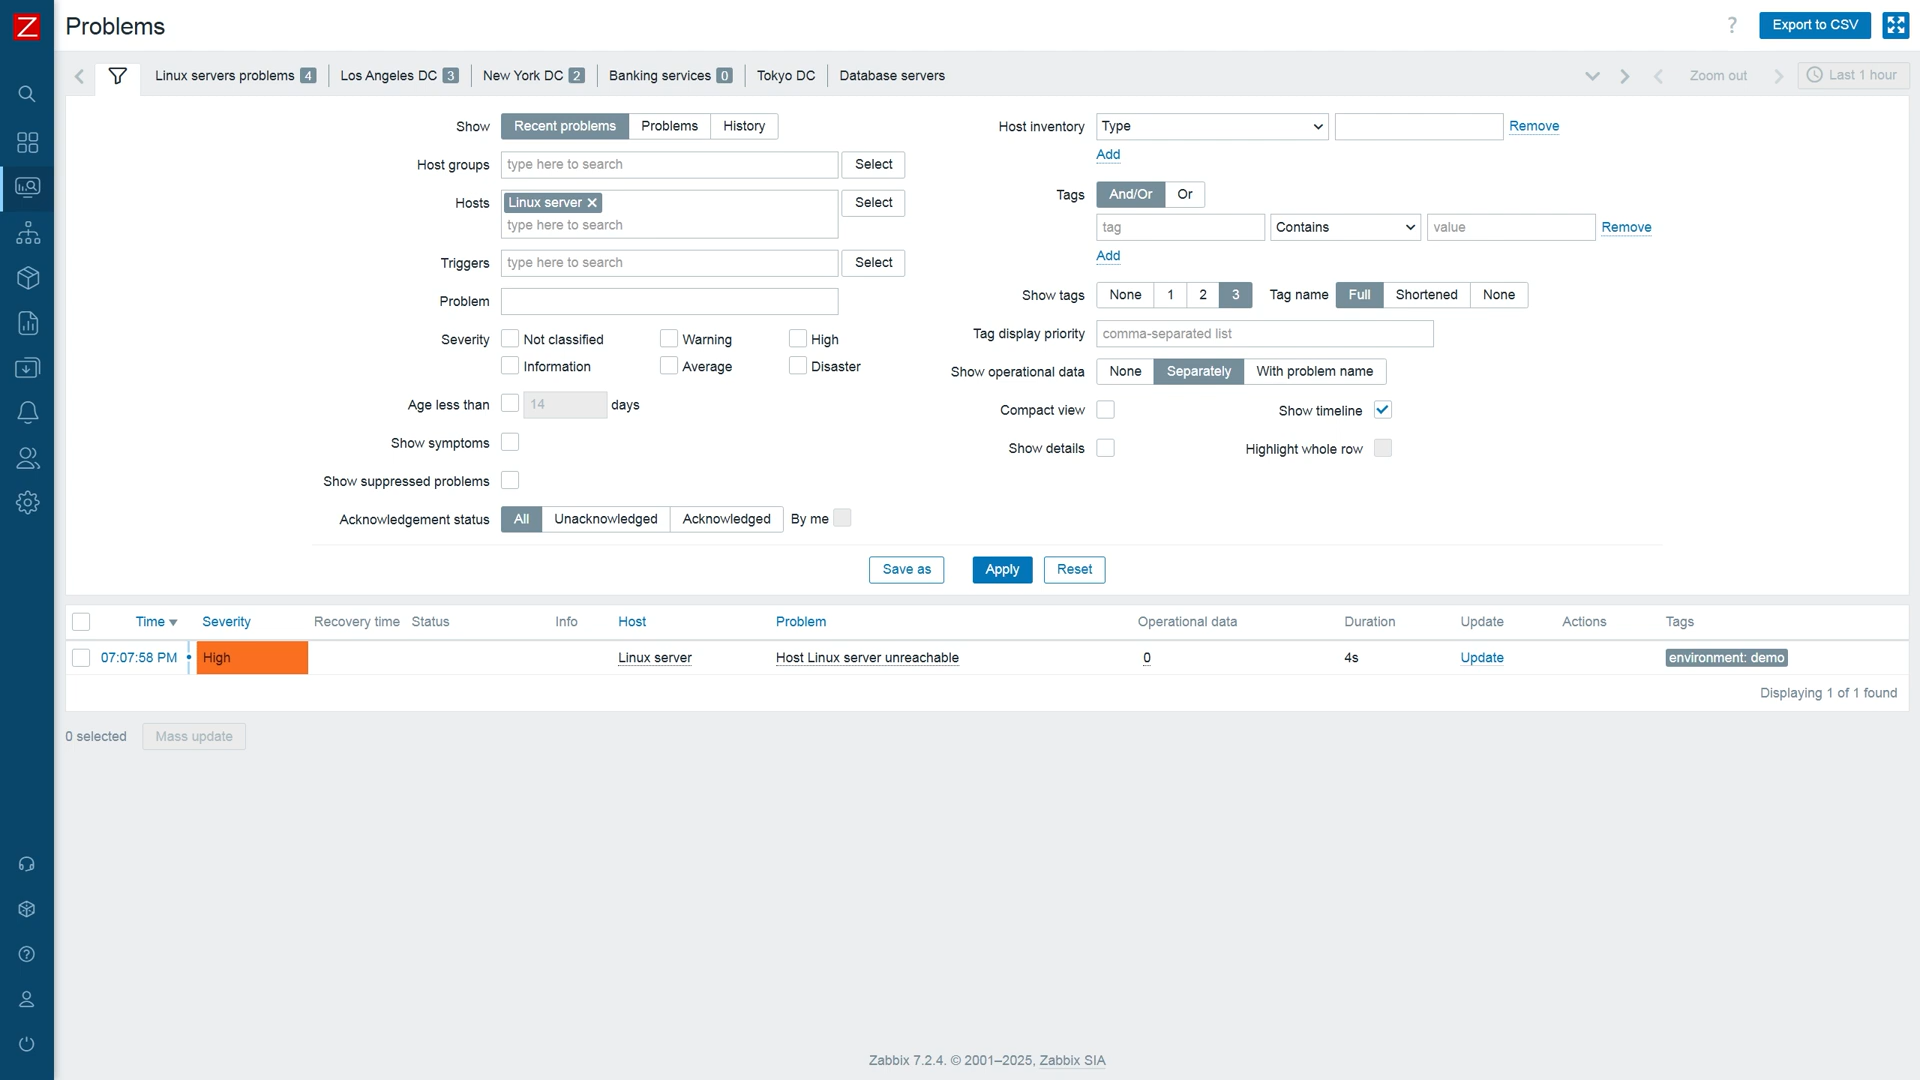 Z
Problems
?
Export to CSV
Linux servers problems 4
Los Angeles DC 3
New York DC 2
Banking services 0
Tokyo DC
Database servers
Zoom out
Last 1 hour
Show Recent problems Problems History
Host groups type here to search Select
Hosts Linux server Select
type here to search
Triggers type here to search Select
Problem
Severity Not classified Warning High
Information Average Disaster
Age less than 14 days
Show symptoms
Show suppressed problems
Acknowledgement status All Unacknowledged Acknowledged By me
Host inventory Type Remove
Add
Tags And/Or Or
tag Contains value Remove
Add
Show tags None 1 2 3 Tag name Full Shortened None
Tag display priority comma-separated list
Show operational data None Separately With problem name
Compact view Show timeline
Show details Highlight whole row
Save as Apply Reset
Time Severity Recovery time Status Info Host Problem Operational data Duration Update Actions Tags
07:07:58 PM High Linux server Host Linux server unreachable 0 4s Update environment: demo
Displaying 1 of 1 found
0 selected Mass update
Zabbix 7.2.4. © 2001–2025, Zabbix SIA